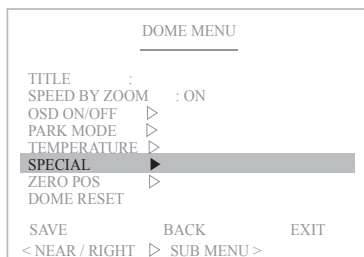 DOME MENU
TITLE :
SPEED BY ZOOM : ON
OSD ON/OFF ▷
PARK MODE ▷
TEMPERATURE ▷
SPECIAL ▶
ZERO POS ▷
DOME RESET
SAVE BACK EXIT
< NEAR / RIGHT ▷ SUB MENU >